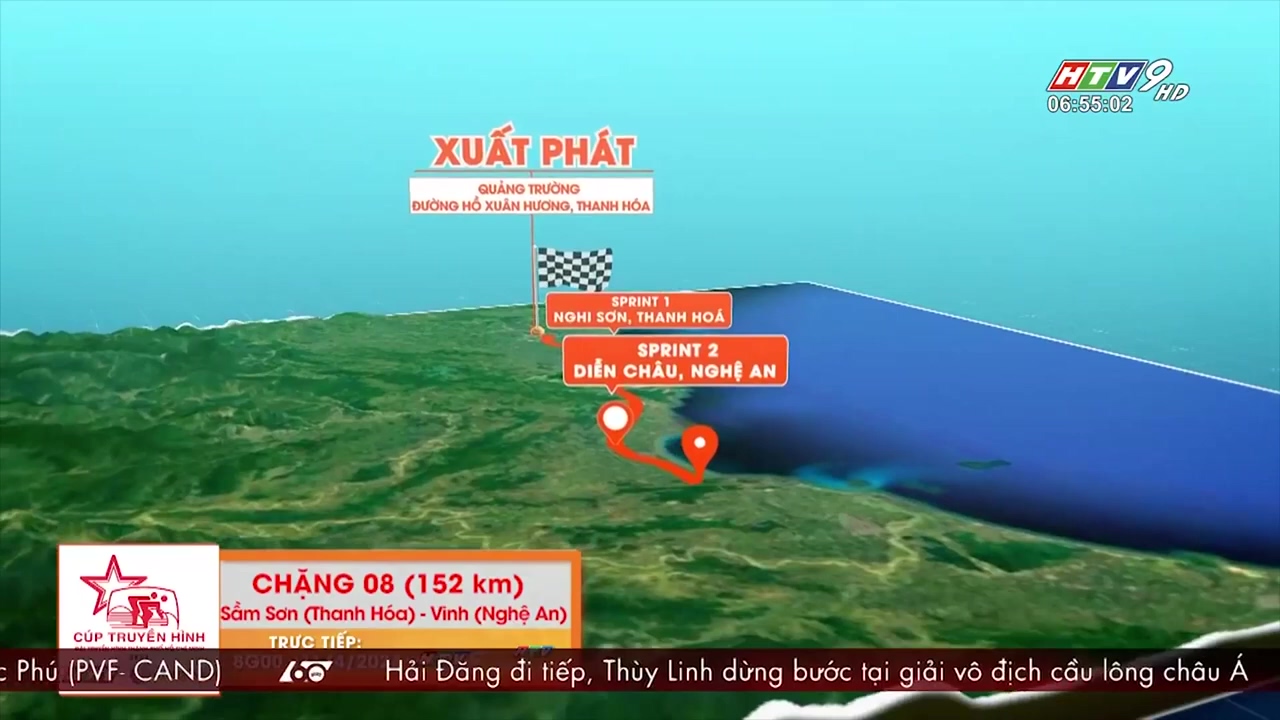 HTV9 HD
06:55:02
XUẤT PHÁT
QUẢNG TRƯỜNG
ĐƯỜNG HỒ XUÂN HƯƠNG, THANH HÓA
SPRINT 1
NGHI SƠN, THANH HOÁ
SPRINT 2
DIỄN CHÂU, NGHỆ AN
CHẶNG 08 (152 km)
Sầm Sơn (Thanh Hóa) - Vinh (Nghệ An)
CÚP TRUYỀN HÌNH
TRỰC TIẾP:
8G00
c Phú (PVF- CAND)
60 giây
Hải Đăng đi tiếp, Thùy Linh dừng bước tại giải vô địch cầu lông châu Á